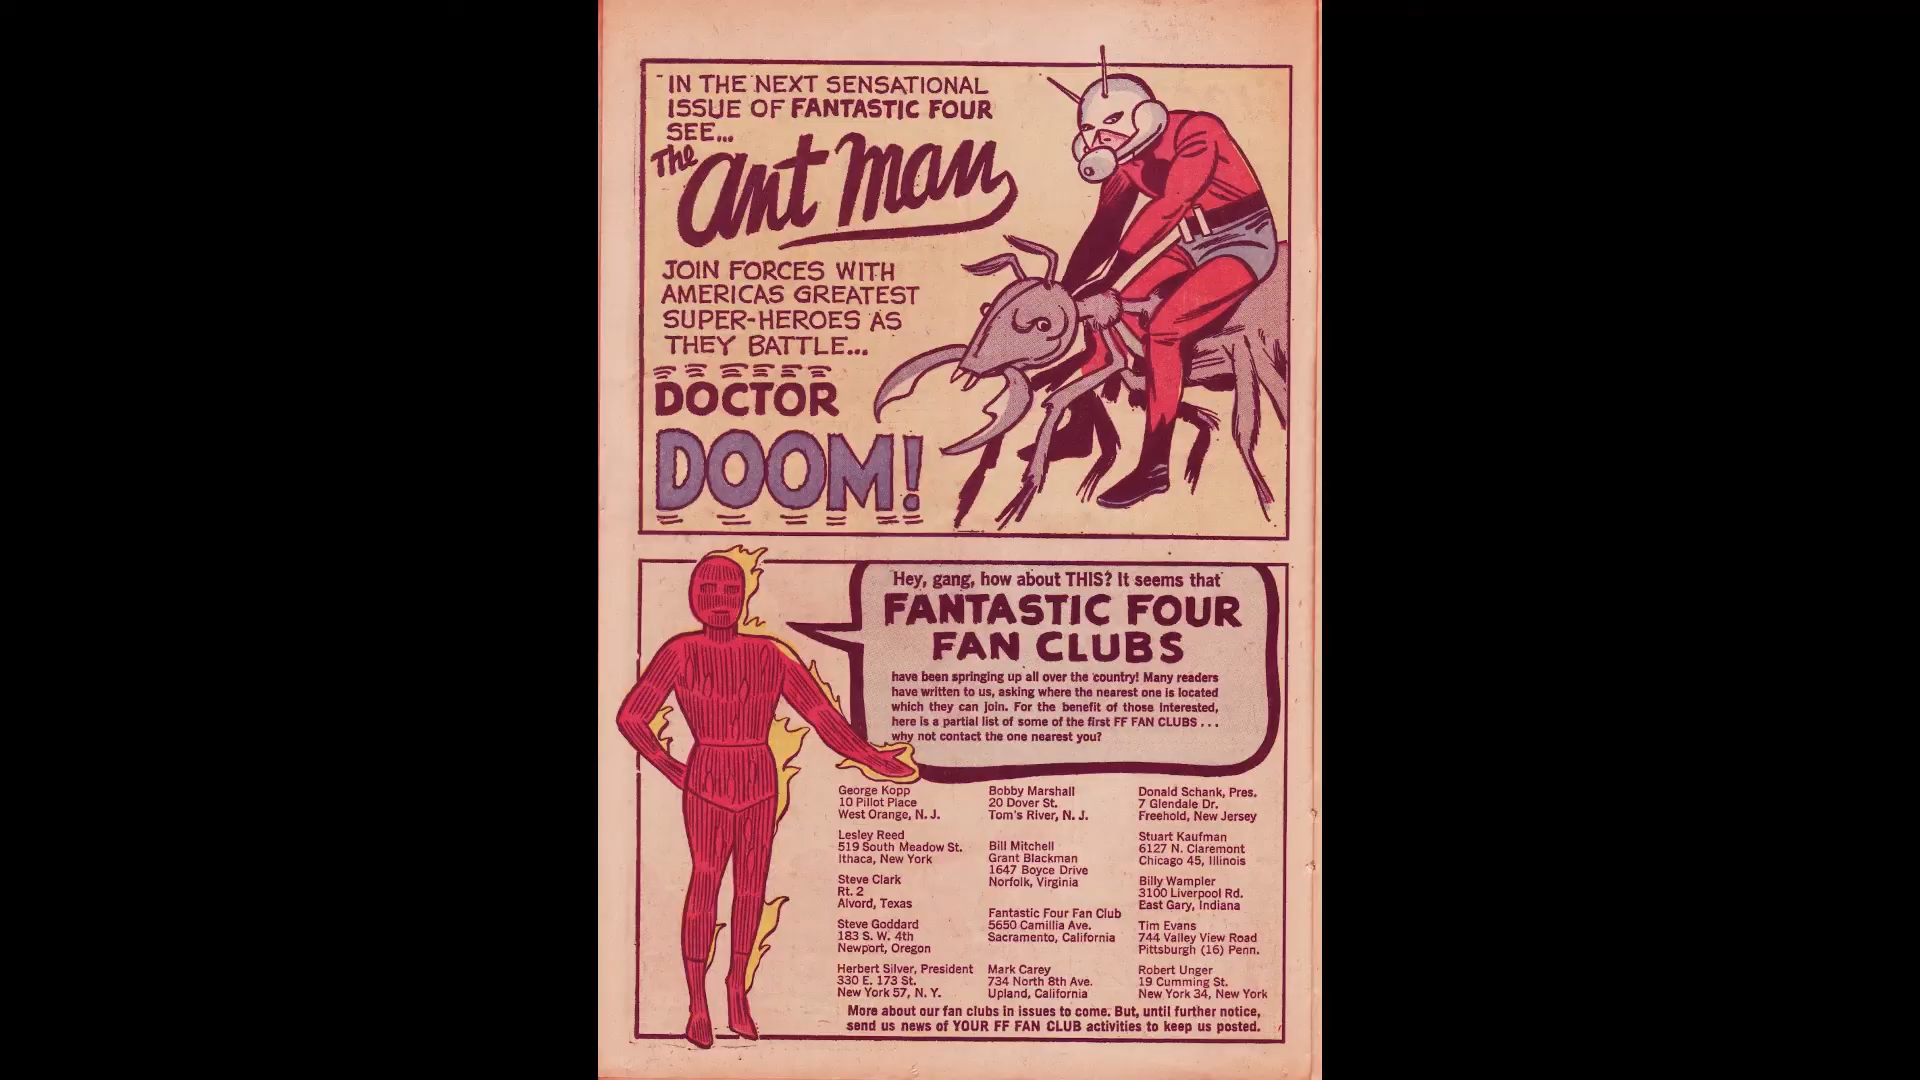 IN THE NEXT SENSATIONAL
ISSUE OF FANTASTIC FOUR
SEE...
The Ant Man
JOIN FORCES WITH
AMERICAS GREATEST
SUPER-HEROES AS
THEY BATTLE...
DOCTOR
DOOM!
Hey, gang, how about THIS? It seems that
FANTASTIC FOUR
FAN CLUBS
have been springing up all over the country! Many readers
have written to us, asking where the nearest one is located
which they can join. For the benefit of those interested,
here is a partial list of some of the first FF FAN CLUBS . . .
why not contact the one nearest you?
George Kopp
10 Pillot Place
West Orange, N. J.
Lesley Reed
519 South Meadow St.
Ithaca, New York
Steve Clark
Rt. 2
Alvord, Texas
Steve Goddard
183 S. W. 4th
Newport, Oregon
Herbert Silver, President
330 E. 173 St.
New York 57, N. Y.
Bobby Marshall
20 Dover St.
Tom's River, N. J.
Bill Mitchell
Grant Blackman
1647 Boyce Drive
Norfolk, Virginia
Fantastic Four Fan Club
5650 Camillia Ave.
Sacramento, California
Mark Carey
734 North 8th Ave.
Upland, California
Donald Schank, Pres.
7 Glendale Dr.
Freehold, New Jersey
Stuart Kaufman
6127 N. Claremont
Chicago 45, Illinois
Billy Wampler
3100 Liverpool Rd.
East Gary, Indiana
Tim Evans
744 Valley View Road
Pittsburgh (16) Penn.
Robert Unger
19 Cumming St.
New York 34, New York
More about our fan clubs in issues to come. But, until further notice,
send us news of YOUR FF FAN CLUB activities to keep us posted.